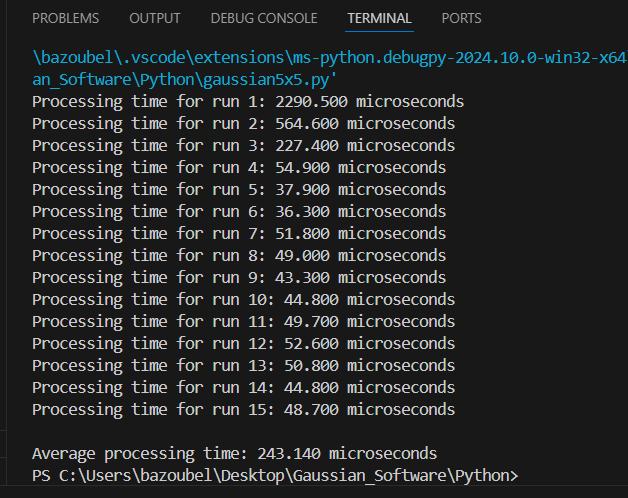 PROBLEMS OUTPUT DEBUG CONSOLE TERMINAL PORTS
\bazoubel\.vscode\extensions\ms-python.debugpy-2024.10.0-win32-x64
an_Software\Python\gaussian5x5.py'
Processing time for run 1: 2290.500 microseconds
Processing time for run 2: 564.600 microseconds
Processing time for run 3: 227.400 microseconds
Processing time for run 4: 54.900 microseconds
Processing time for run 5: 37.900 microseconds
Processing time for run 6: 36.300 microseconds
Processing time for run 7: 51.800 microseconds
Processing time for run 8: 49.000 microseconds
Processing time for run 9: 43.300 microseconds
Processing time for run 10: 44.800 microseconds
Processing time for run 11: 49.700 microseconds
Processing time for run 12: 52.600 microseconds
Processing time for run 13: 50.800 microseconds
Processing time for run 14: 44.800 microseconds
Processing time for run 15: 48.700 microseconds
Average processing time: 243.140 microseconds
PS C:\Users\bazoubel\Desktop\Gaussian_Software\Python>